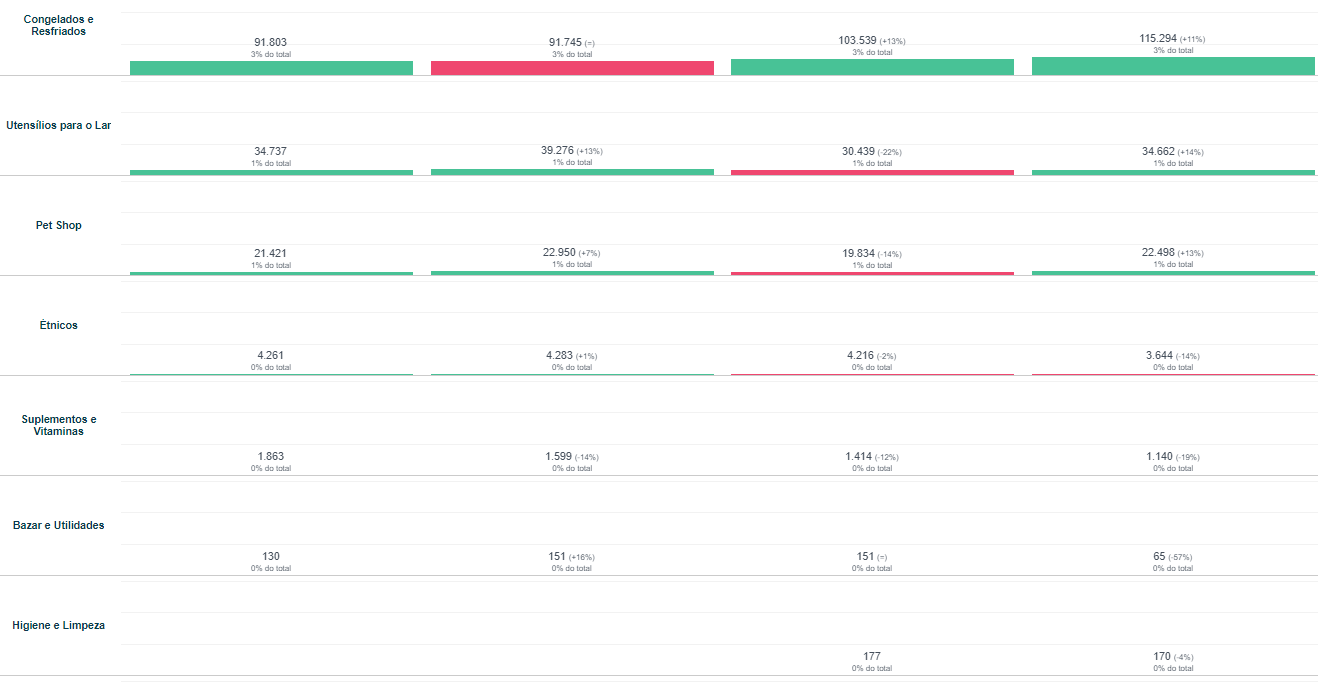 Congelados e
Resfriados
91.803
3% do total
91.745 (=)
3% do total
103.539 (+13%)
3% do total
115.294 (+11%)
3% do total
Utensílios para o Lar
34.737
1% do total
39.276 (+13%)
1% do total
30.439 (-22%)
1% do total
34.662 (+14%)
1% do total
Pet Shop
21.421
1% do total
22.950 (+7%)
1% do total
19.834 (-14%)
1% do total
22.498 (+13%)
1% do total
Étnicos
4.261
0% do total
4.283 (+1%)
0% do total
4.216 (-2%)
0% do total
3.644 (-14%)
0% do total
Suplementos e
Vitaminas
1.863
0% do total
1.599 (-14%)
0% do total
1.414 (-12%)
0% do total
1.140 (-19%)
0% do total
Bazar e Utilidades
130
0% do total
151 (+16%)
0% do total
151 (=)
0% do total
65 (-57%)
0% do total
Higiene e Limpeza
177
0% do total
170 (-4%)
0% do total